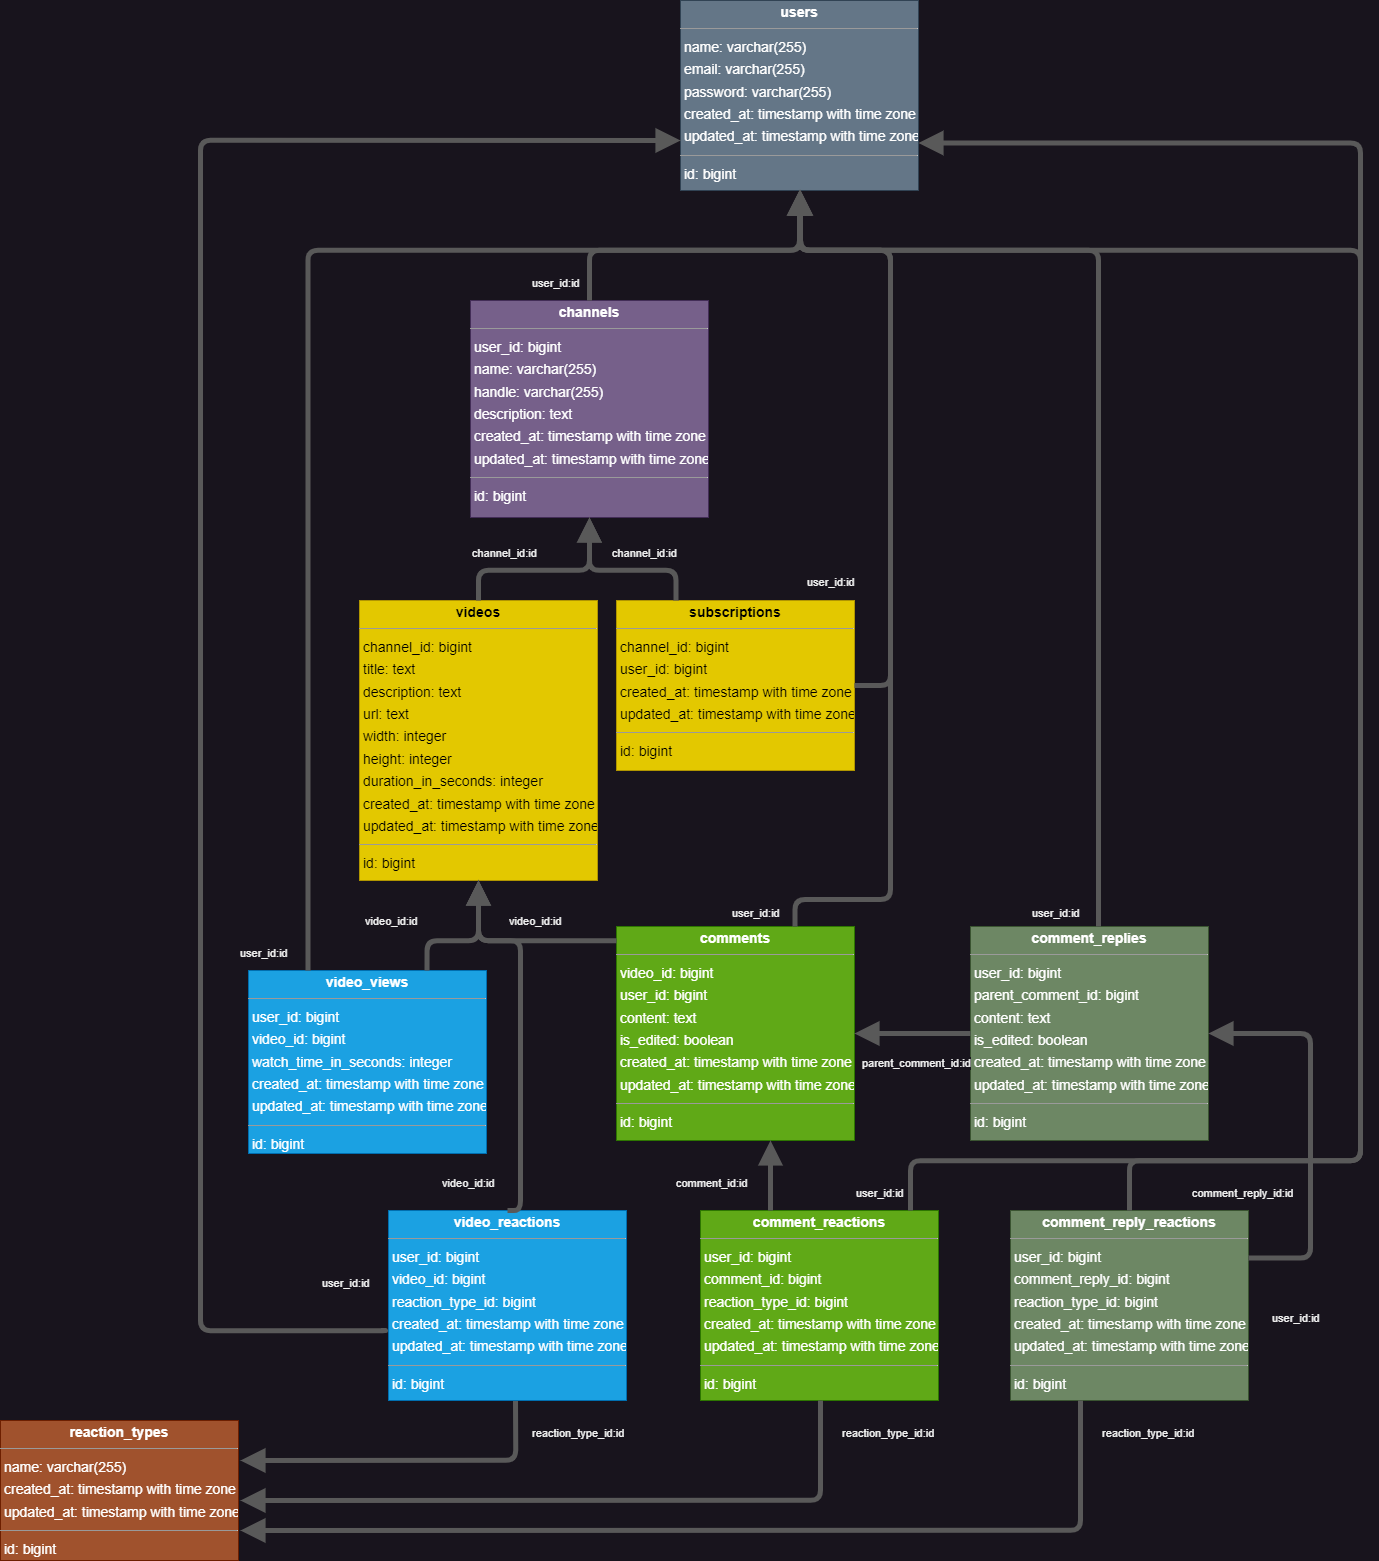 users
name: varchar(255)
email: varchar(255)
password: varchar(255)
created_at: timestamp with time zone
updated_at: timestamp with time zone
id: bigint
user_id:id
channels
user_id: bigint
name: varchar(255)
handle: varchar(255)
description: text
created_at: timestamp with time zone
updated_at: timestamp with time zone
id: bigint
channel_id:id
channel_id:id
user_id:id
videos
channel_id: bigint
title: text
description: text
url: text
width: integer
height: integer
duration_in_seconds: integer
created_at: timestamp with time zone
updated_at: timestamp with time zone
id: bigint
subscriptions
channel_id: bigint
user_id: bigint
created_at: timestamp with time zone
updated_at: timestamp with time zone
id: bigint
video_id:id
video_id:id
user_id:id
user_id:id
user_id:id
video_views
user_id: bigint
video_id: bigint
watch_time_in_seconds: integer
created_at: timestamp with time zone
updated_at: timestamp with time zone
id: bigint
comments
video_id: bigint
user_id: bigint
content: text
is_edited: boolean
created_at: timestamp with time zone
updated_at: timestamp with time zone
id: bigint
parent_comment_id:id
comment_replies
user_id: bigint
parent_comment_id: bigint
content: text
is_edited: boolean
created_at: timestamp with time zone
updated_at: timestamp with time zone
id: bigint
video_id:id
comment_id:id
user_id:id
comment_reply_id:id
video_reactions
user_id: bigint
video_id: bigint
reaction_type_id: bigint
created_at: timestamp with time zone
updated_at: timestamp with time zone
id: bigint
user_id:id
comment_reactions
user_id: bigint
comment_id: bigint
reaction_type_id: bigint
created_at: timestamp with time zone
updated_at: timestamp with time zone
id: bigint
comment_reply_reactions
user_id: bigint
comment_reply_id: bigint
reaction_type_id: bigint
created_at: timestamp with time zone
updated_at: timestamp with time zone
id: bigint
user_id:id
reaction_type_id:id
reaction_type_id:id
reaction_type_id:id
reaction_types
name: varchar(255)
created_at: timestamp with time zone
updated_at: timestamp with time zone
id: bigint